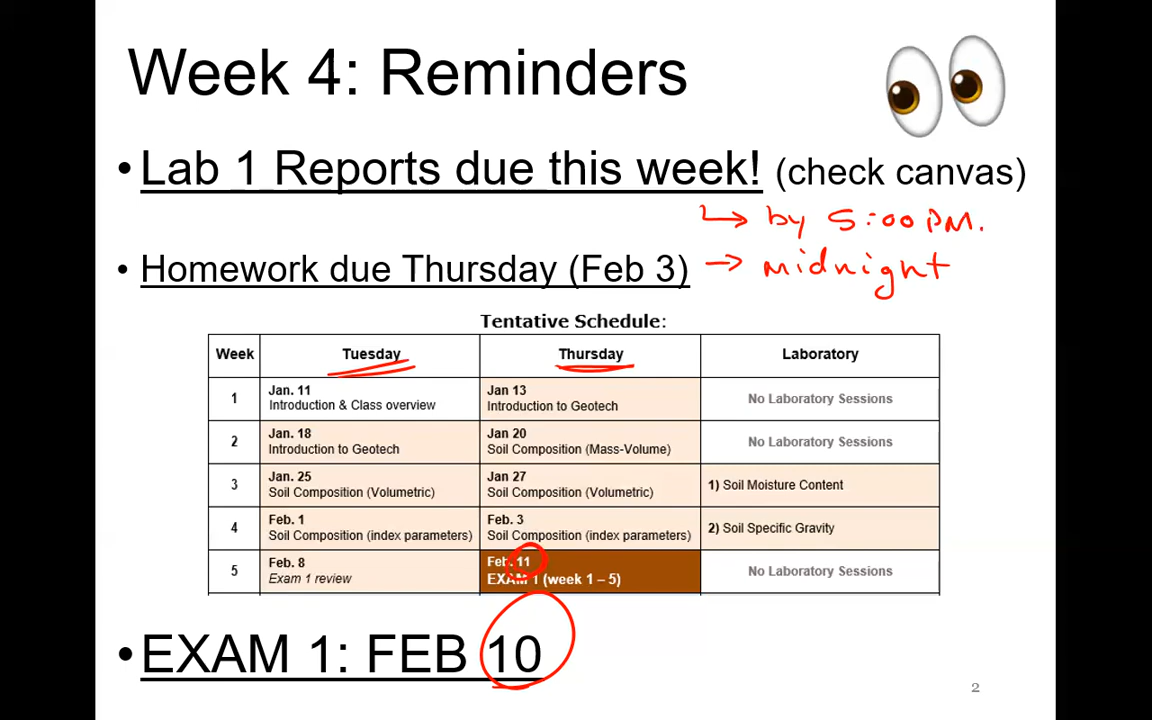 Week 4: Reminders
•Lab 1 Reports due this week! (check canvas)
↳ by 5:00 PM.
• Homework due Thursday (Feb 3) → midnight
Tentative Schedule:
Week Tuesday Thursday Laboratory
1 Jan. 11 Introduction & Class overview Jan 13 Introduction to Geotech No Laboratory Sessions
2 Jan. 18 Introduction to Geotech Jan 20 Soil Composition (Mass-Volume) No Laboratory Sessions
3 Jan. 25 Soil Composition (Volumetric) Jan 27 Soil Composition (Volumetric) 1) Soil Moisture Content
4 Feb. 1 Soil Composition (index parameters) Feb. 3 Soil Composition (index parameters) 2) Soil Specific Gravity
5 Feb. 8 Exam 1 review Feb. 11 EXAM 1 (week 1 – 5) No Laboratory Sessions
•EXAM 1: FEB 10
2